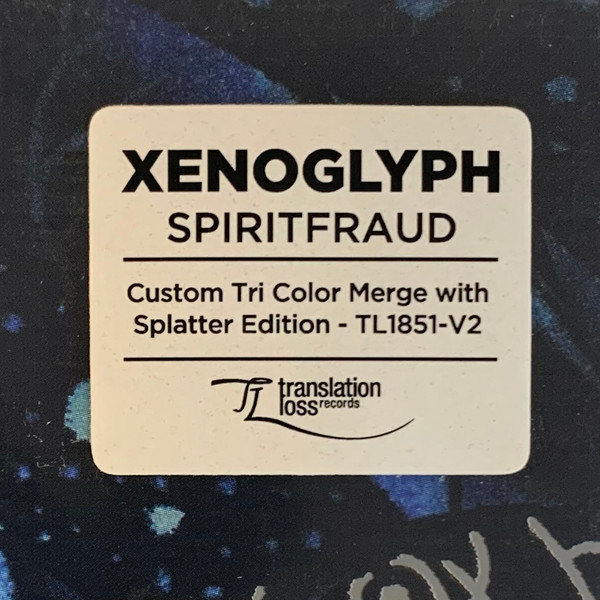 XENOGLYPH
SPIRITFRAUD
Custom Tri Color Merge with
Splatter Edition - TL1851-V2
TL translation
loss records